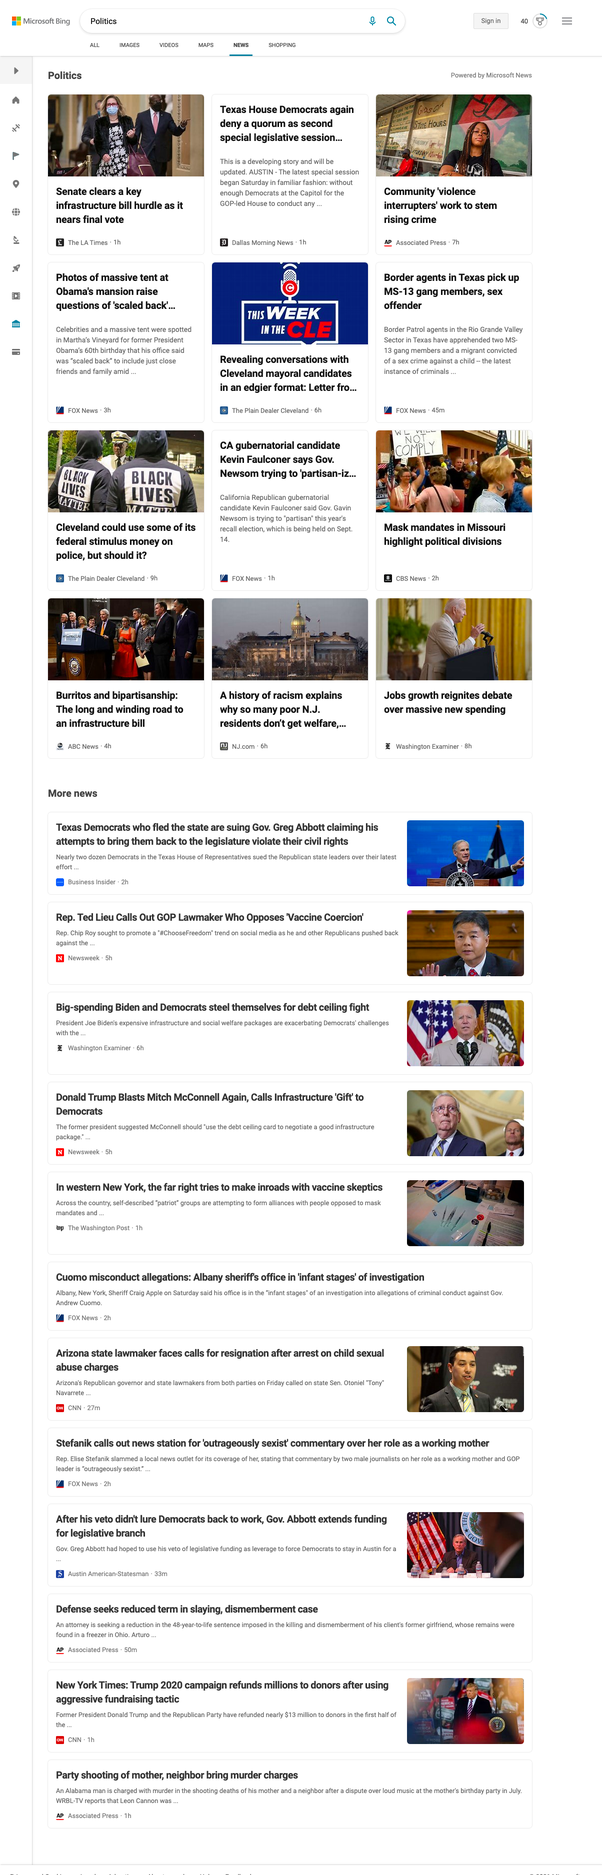 Microsoft Bing
Politics
Sign in
40
ALL
IMAGES
VIDEOS
MAPS
NEWS
SHOPPING
Politics
Powered by Microsoft News
Senate clears a key
infrastructure bill hurdle as it
nears final vote
The LA Times · 1h
Texas House Democrats again
deny a quorum as second
special legislative session...
This is a developing story and will be
updated. AUSTIN - The latest special session
began Saturday in familiar fashion: without
enough Democrats at the Capitol for the
GOP-led House to conduct any ...
Dallas Morning News · 1h
Community 'violence
interrupters' work to stem
rising crime
AP
Associated Press · 7h
Photos of massive tent at
Obama's mansion raise
questions of 'scaled back'...
Celebrities and a massive tent were spotted
in Martha's Vineyard for former President
Obama's 60th birthday that his office said
was "scaled back" to include just close
friends and family amid ...
FOX News · 3h
THIS WEEK
IN THE CLE
Revealing conversations with
Cleveland mayoral candidates
in an edgier format: Letter fro...
The Plain Dealer Cleveland · 6h
Border agents in Texas pick up
MS-13 gang members, sex
offender
Border Patrol agents in the Rio Grande Valley
Sector in Texas have apprehended two MS-
13 gang members and a migrant convicted
of a sex crime against a child – the latest
instance of criminals ...
FOX News · 45m
BLACK
LIVES
MATTER
BLACK
LIVES
MATTER
Cleveland could use some of its
federal stimulus money on
police, but should it?
The Plain Dealer Cleveland · 9h
CA gubernatorial candidate
Kevin Faulconer says Gov.
Newsom trying to 'partisan-iz...
California Republican gubernatorial
candidate Kevin Faulconer said Gov. Gavin
Newsom is trying to "partisan" this year's
recall election, which is being held on Sept.
14.
FOX News · 1h
WE WILL
NOT
COMPLY
Mask mandates in Missouri
highlight political divisions
CBS News · 2h
Burritos and bipartisanship:
The long and winding road to
an infrastructure bill
ABC News · 4h
A history of racism explains
why so many poor N.J.
residents don't get welfare,...
NJ.com · 6h
Jobs growth reignites debate
over massive new spending
Washington Examiner · 8h
More news
Texas Democrats who fled the state are suing Gov. Greg Abbott claiming his
attempts to bring them back to the legislature violate their civil rights
Nearly two dozen Democrats in the Texas House of Representatives sued the Republican state leaders over their latest
effort ...
Business Insider · 2h
Rep. Ted Lieu Calls Out GOP Lawmaker Who Opposes 'Vaccine Coercion'
Rep. Chip Roy sought to promote a "#ChooseFreedom" trend on social media as he and other Republicans pushed back
against the ...
N
Newsweek · 5h
Big-spending Biden and Democrats steel themselves for debt ceiling fight
President Joe Biden's expensive infrastructure and social welfare packages are exacerbating Democrats' challenges
with the ...
Washington Examiner · 6h
Donald Trump Blasts Mitch McConnell Again, Calls Infrastructure 'Gift' to
Democrats
The former president suggested McConnell should "use the debt ceiling card to negotiate a good infrastructure
package." ...
N
Newsweek · 5h
In western New York, the far right tries to make inroads with vaccine skeptics
Across the country, self-described "patriot" groups are attempting to form alliances with people opposed to mask
mandates and ...
wp
The Washington Post · 1h
Cuomo misconduct allegations: Albany sheriff's office in 'infant stages' of investigation
Albany, New York, Sheriff Craig Apple on Saturday said his office is in the "infant stages" of an investigation into allegations of criminal conduct against Gov.
Andrew Cuomo.
FOX News · 2h
Arizona state lawmaker faces calls for resignation after arrest on child sexual
abuse charges
Arizona's Republican governor and state lawmakers from both parties on Friday called on state Sen. Otoniel "Tony"
Navarrete ...
CNN · 27m
Stefanik calls out news station for 'outrageously sexist' commentary over her role as a working mother
Rep. Elise Stefanik slammed a local news outlet for its coverage of her, stating that commentary by two male journalists on her role as a working mother and GOP
leader is "outrageously sexist." ...
FOX News · 2h
After his veto didn't lure Democrats back to work, Gov. Abbott extends funding
for legislative branch
Gov. Greg Abbott had hoped to use his veto of legislative funding as leverage to force Democrats to stay in Austin for a
...
Austin American-Statesman · 33m
Defense seeks reduced term in slaying, dismemberment case
An attorney is seeking a reduction in the 48-year-to-life sentence imposed in the killing and dismemberment of his client's former girlfriend, whose remains were
found in a freezer in Ohio. Arturo ...
AP
Associated Press · 50m
New York Times: Trump 2020 campaign refunds millions to donors after using
aggressive fundraising tactic
Former President Donald Trump and the Republican Party have refunded nearly $13 million to donors in the first half of
the ...
CNN · 1h
Party shooting of mother, neighbor bring murder charges
An Alabama man is charged with murder in the shooting deaths of his mother and a neighbor after a dispute over loud music at the mother's birthday party in July.
WRBL-TV reports that Leon Cannon was ...
AP
Associated Press · 1h